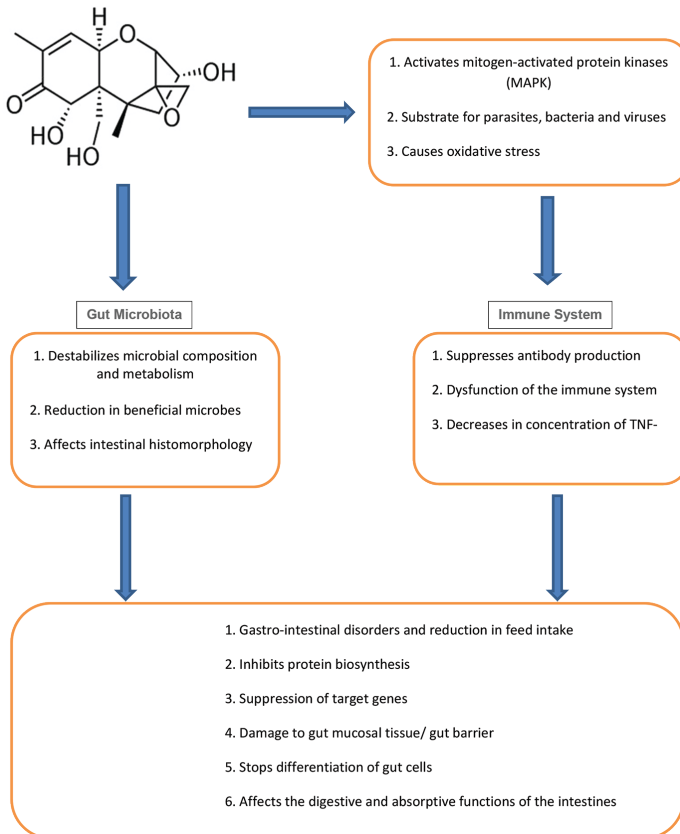 H
O
OH
O
O
HO
HO
1. Activates mitogen-activated protein kinases
(MAPK)
2. Substrate for parasites, bacteria and viruses
3. Causes oxidative stress
Gut Microbiota
1. Destabilizes microbial composition
and metabolism
2. Reduction in beneficial microbes
3. Affects intestinal histomorphology
Immune System
1. Suppresses antibody production
2. Dysfunction of the immune system
3. Decreases in concentration of TNF-
1. Gastro-intestinal disorders and reduction in feed intake
2. Inhibits protein biosynthesis
3. Suppression of target genes
4. Damage to gut mucosal tissue/ gut barrier
5. Stops differentiation of gut cells
6. Affects the digestive and absorptive functions of the intestines